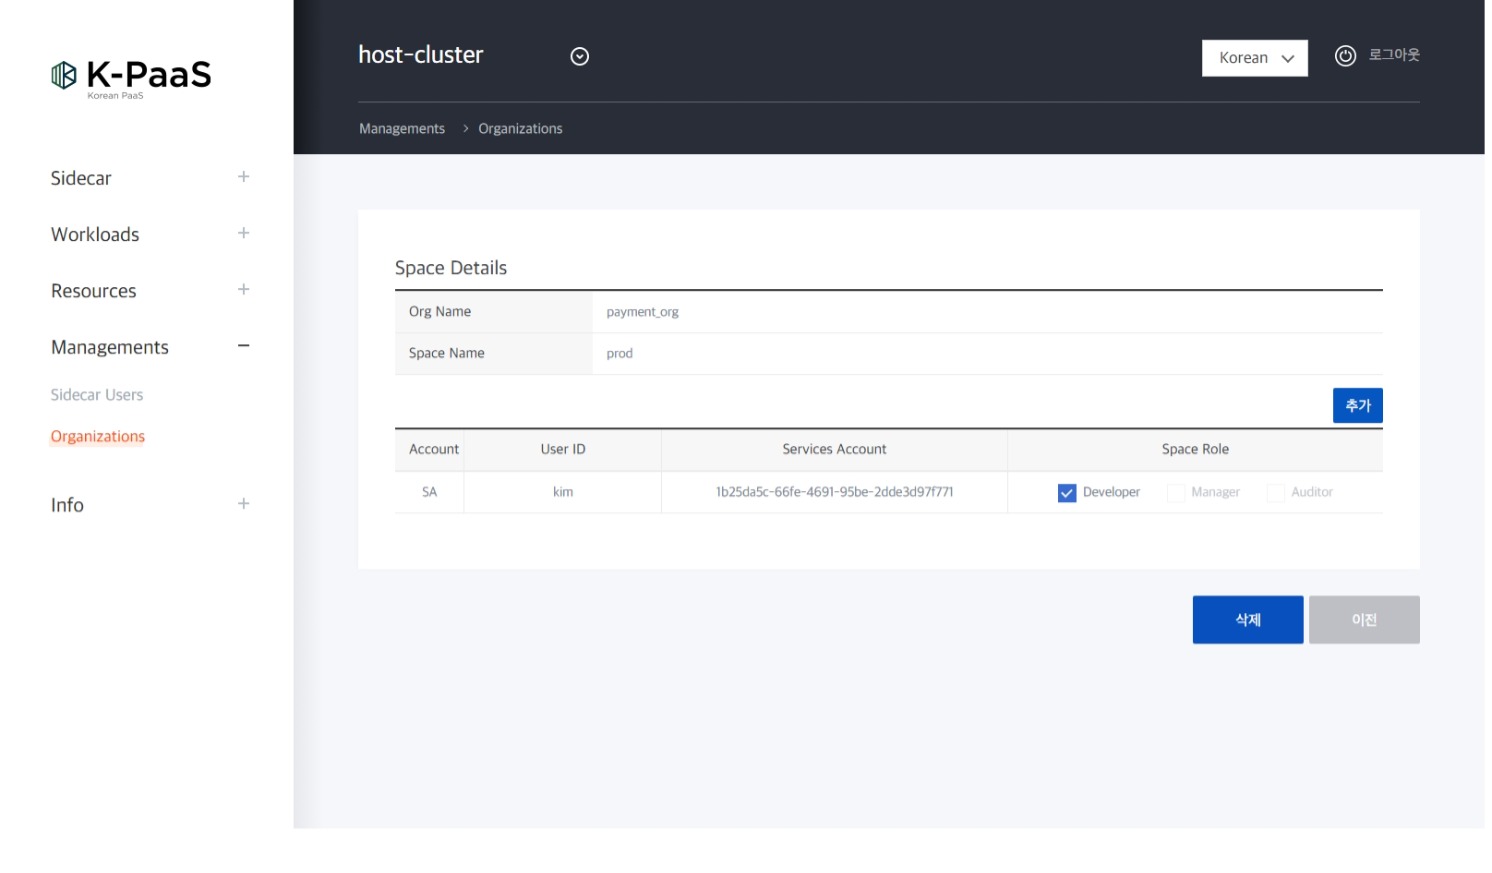 K-PaaS
Korean PaaS
Sidecar
Workloads
Resources
Managements
Sidecar Users
Organizations
Info
host-cluster
Korean
로그아웃
Managements > Organizations
Space Details
Org Name payment_org
Space Name prod
추가
Account User ID Services Account Space Role
SA kim 1b25da5c-66fe-4691-95be-2dde3d97f771 Developer Manager Auditor
삭제 이전